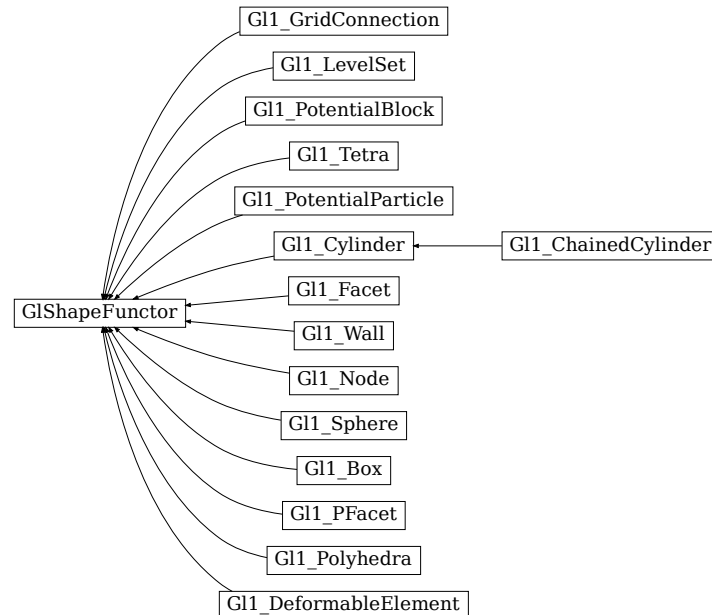 Gl1_GridConnection
Gl1_LevelSet
Gl1_PotentialBlock
Gl1_Tetra
Gl1_PotentialParticle
Gl1_Cylinder
Gl1_ChainedCylinder
Gl1_Facet
GlShapeFunctor
Gl1_Wall
Gl1_Node
Gl1_Sphere
Gl1_Box
Gl1_PFacet
Gl1_Polyhedra
Gl1_DeformableElement